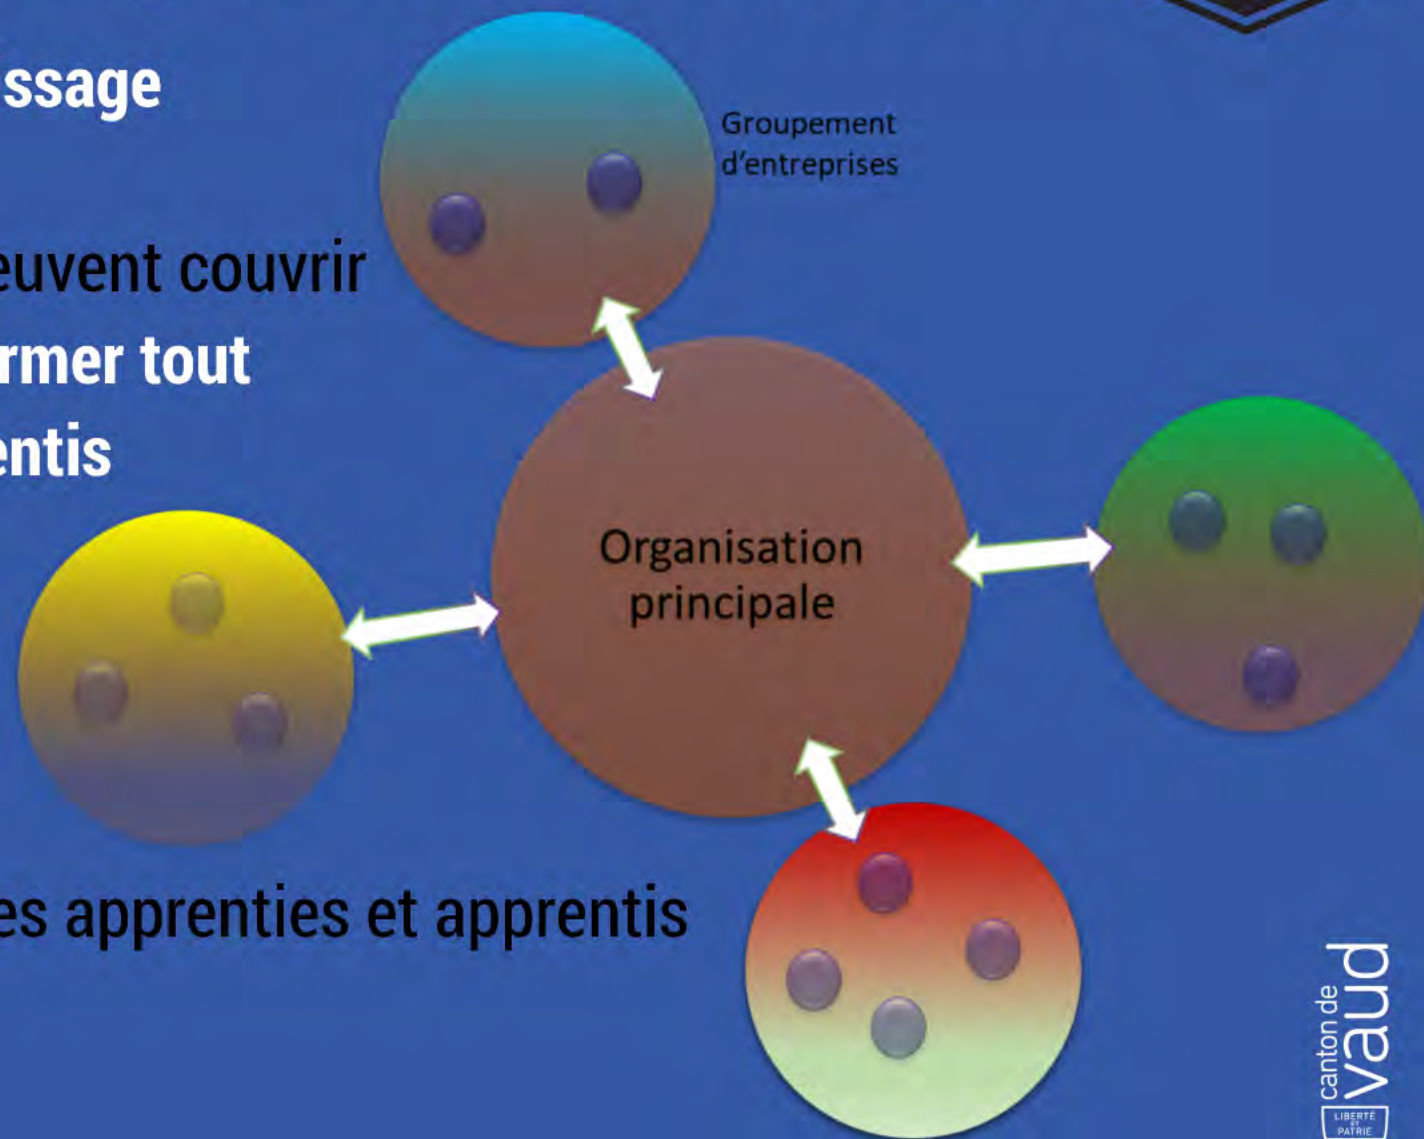 ssage
Groupement
d'entreprises
euvent couvrir
rmer tout
entis
Organisation
principale
es apprenties et apprentis
canton de
vaud
LIBERTÉ
ET
PATRIE